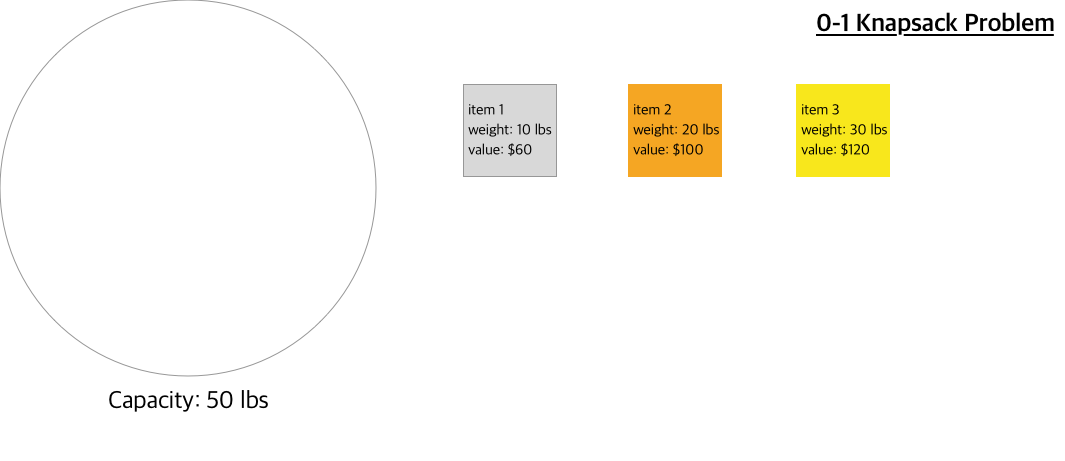 0-1 Knapsack Problem
item 1
weight: 10 lbs
value: $60
item 2
weight: 20 lbs
value: $100
item 3
weight: 30 lbs
value: $120
Capacity: 50 lbs